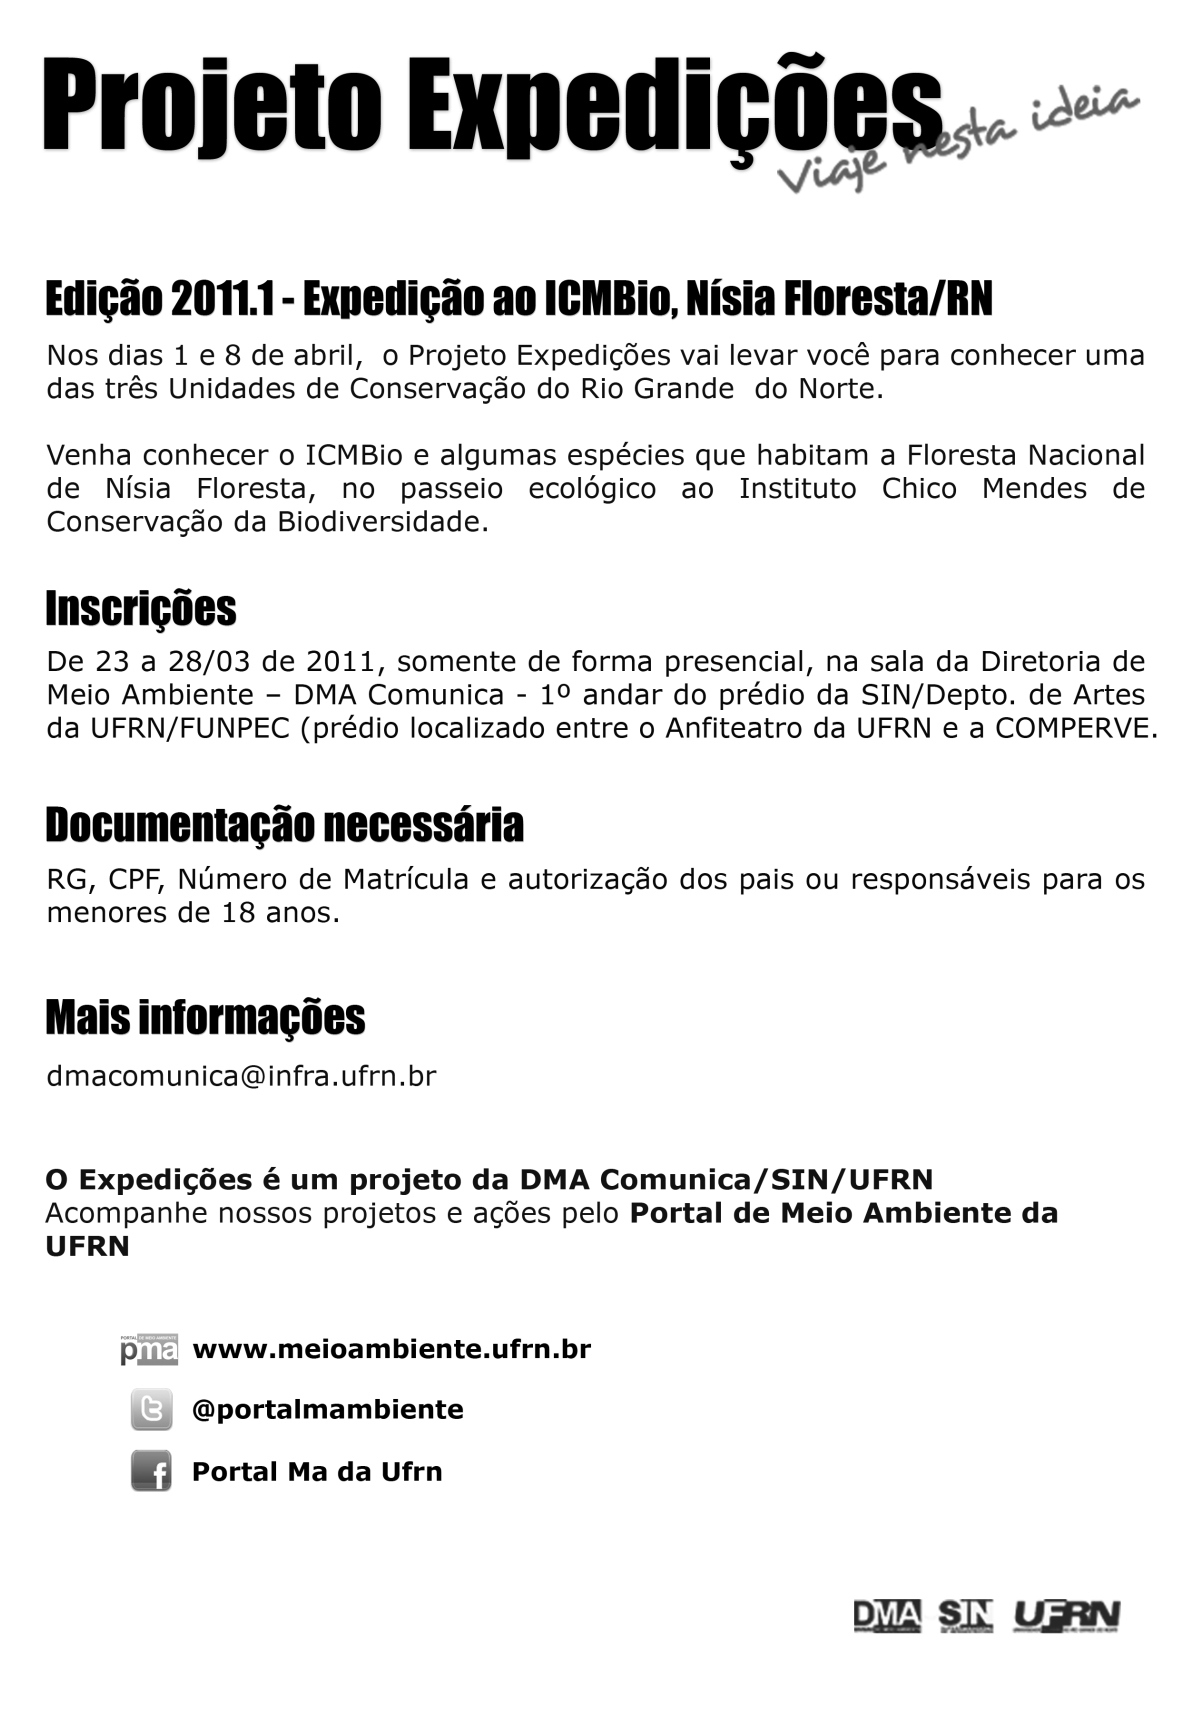 Projeto Expedições
Viaje nesta ideia
Edição 2011.1 - Expedição ao ICMBio, Nísia Floresta/RN
Nos dias 1 e 8 de abril,  o Projeto Expedições vai levar você para conhecer uma
das três Unidades de Conservação do Rio Grande  do Norte.
Venha conhecer o ICMBio e algumas espécies que habitam a Floresta Nacional
de Nísia Floresta, no passeio ecológico ao Instituto Chico Mendes de
Conservação da Biodiversidade.
Inscrições
De 23 a 28/03 de 2011, somente de forma presencial, na sala da Diretoria de
Meio Ambiente – DMA Comunica - 1º andar do prédio da SIN/Depto. de Artes
da UFRN/FUNPEC (prédio localizado entre o Anfiteatro da UFRN e a COMPERVE.
Documentação necessária
RG, CPF, Número de Matrícula e autorização dos pais ou responsáveis para os
menores de 18 anos.
Mais informações
dmacomunica@infra.ufrn.br
O Expedições é um projeto da DMA Comunica/SIN/UFRN
Acompanhe nossos projetos e ações pelo Portal de Meio Ambiente da
UFRN
PORTAL DE MEIO AMBIENTE
pma www.meioambiente.ufrn.br
@portalmambiente
Portal Ma da Ufrn
DMA SIN UFRN